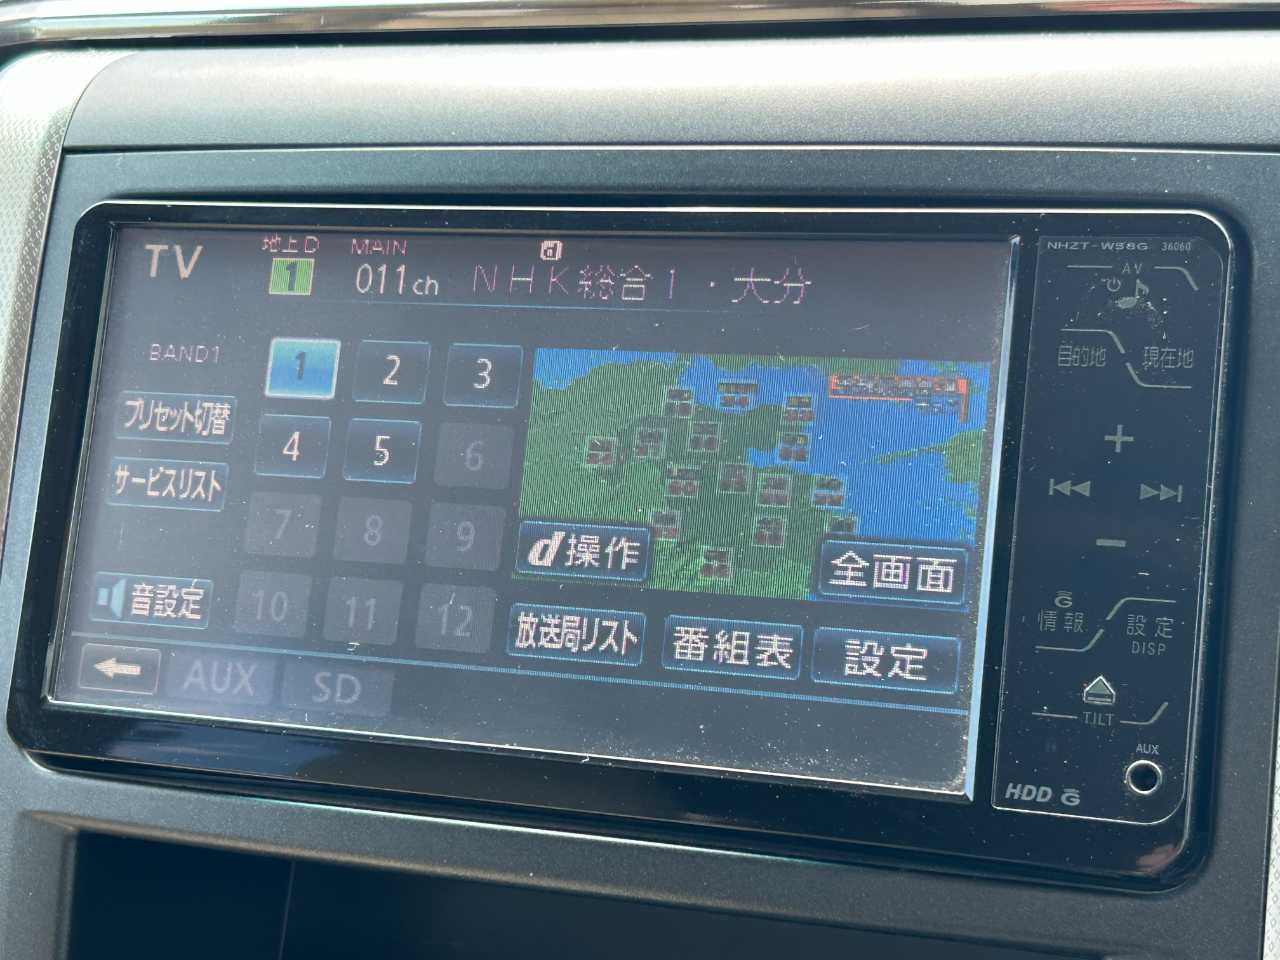 TV
地上D
1
MAIN
011ch
NHK総合1・大分
BAND1
プリセット切替
サービスリスト
音設定
1
2
3
4
5
6
7
8
9
10
11
12
d操作
全画面
放送局リスト
番組表
設定
AUX
SD
NHZT-W58G 36060
AV
目的地
現在地
+
−
G
情報
設定
DISP
TILT
AUX
HDD G